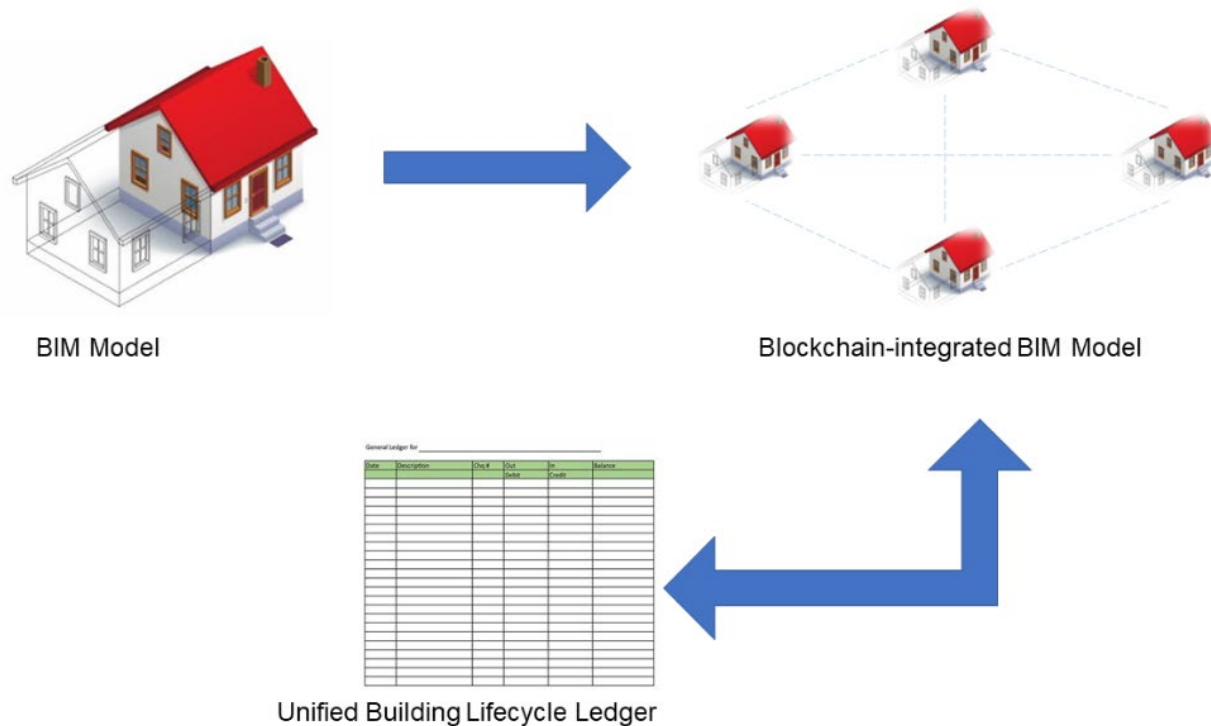 BIM Model
Blockchain-integrated BIM Model
General Ledger for
Date Description Chq # Out In Balance
Debit Credit
Unified Building Lifecycle Ledger